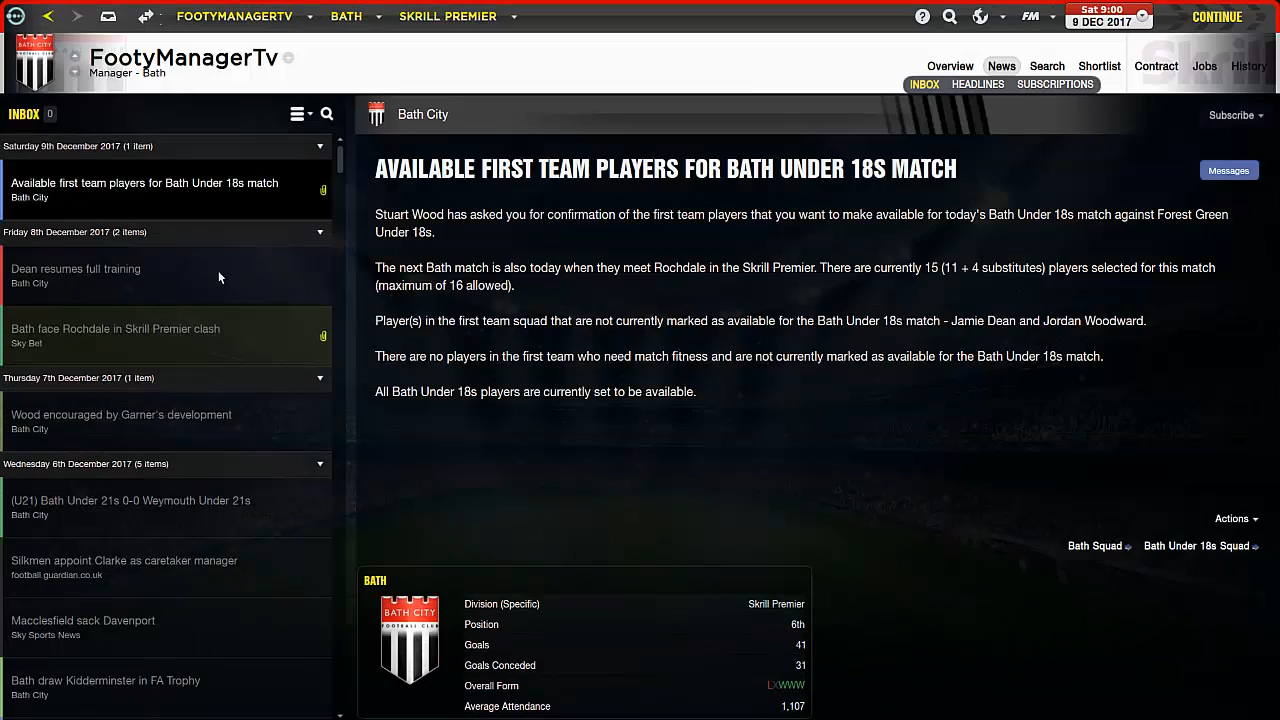 FOOTYMANAGERTV BATH SKRILL PREMIER
FM
Sat 9:00
9 DEC 2017
CONTINUE
BATH CITY
FootyManagerTv
Manager - Bath
Overview News Search Shortlist Contract Jobs History
INBOX HEADLINES SUBSCRIPTIONS
INBOX 0
Saturday 9th December 2017 (1 item)
Available first team players for Bath Under 18s match
Bath City
Friday 8th December 2017 (2 items)
Dean resumes full training
Bath City
Bath face Rochdale in Skrill Premier clash
Sky Bet
Thursday 7th December 2017 (1 item)
Wood encouraged by Garner's development
Bath City
Wednesday 6th December 2017 (5 items)
(U21) Bath Under 21s 0-0 Weymouth Under 21s
Bath City
Silkmen appoint Clarke as caretaker manager
football.guardian.co.uk
Macclesfield sack Davenport
Sky Sports News
Bath draw Kidderminster in FA Trophy
Bath City
Bath City
Subscribe
AVAILABLE FIRST TEAM PLAYERS FOR BATH UNDER 18S MATCH
Messages
Stuart Wood has asked you for confirmation of the first team players that you want to make available for today's Bath Under 18s match against Forest Green
Under 18s.
The next Bath match is also today when they meet Rochdale in the Skrill Premier. There are currently 15 (11 + 4 substitutes) players selected for this match
(maximum of 16 allowed).
Player(s) in the first team squad that are not currently marked as available for the Bath Under 18s match - Jamie Dean and Jordan Woodward.
There are no players in the first team who need match fitness and are not currently marked as available for the Bath Under 18s match.
All Bath Under 18s players are currently set to be available.
Actions
Bath Squad Bath Under 18s Squad
BATH
BATH CITY
FOOTBALL CLUB
Division (Specific) Skrill Premier
Position 6th
Goals 41
Goals Conceded 31
Overall Form LXWWW
Average Attendance 1,107